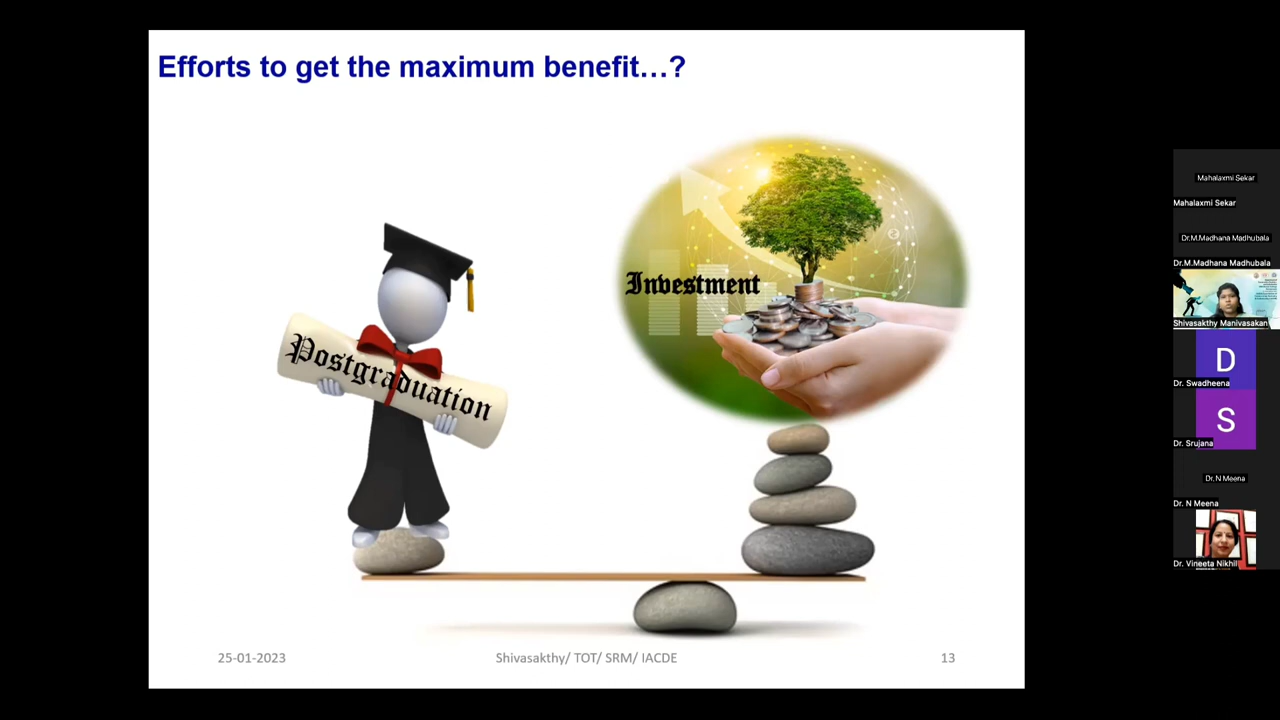 Efforts to get the maximum benefit...?
Investment
Postgraduation
25-01-2023
Shivasakthy/ TOT/ SRM/ IACDE
13
Mahalaxmi Sekar
Mahalaxmi Sekar
Dr.M.Madhana Madhubala
Dr.M.Madhana Madhubala
Shivasakthy Manivasakan
D
Dr. Swadheena
S
Dr. Srujana
Dr. N Meena
Dr. N Meena
Dr. Vineeta Nikhil